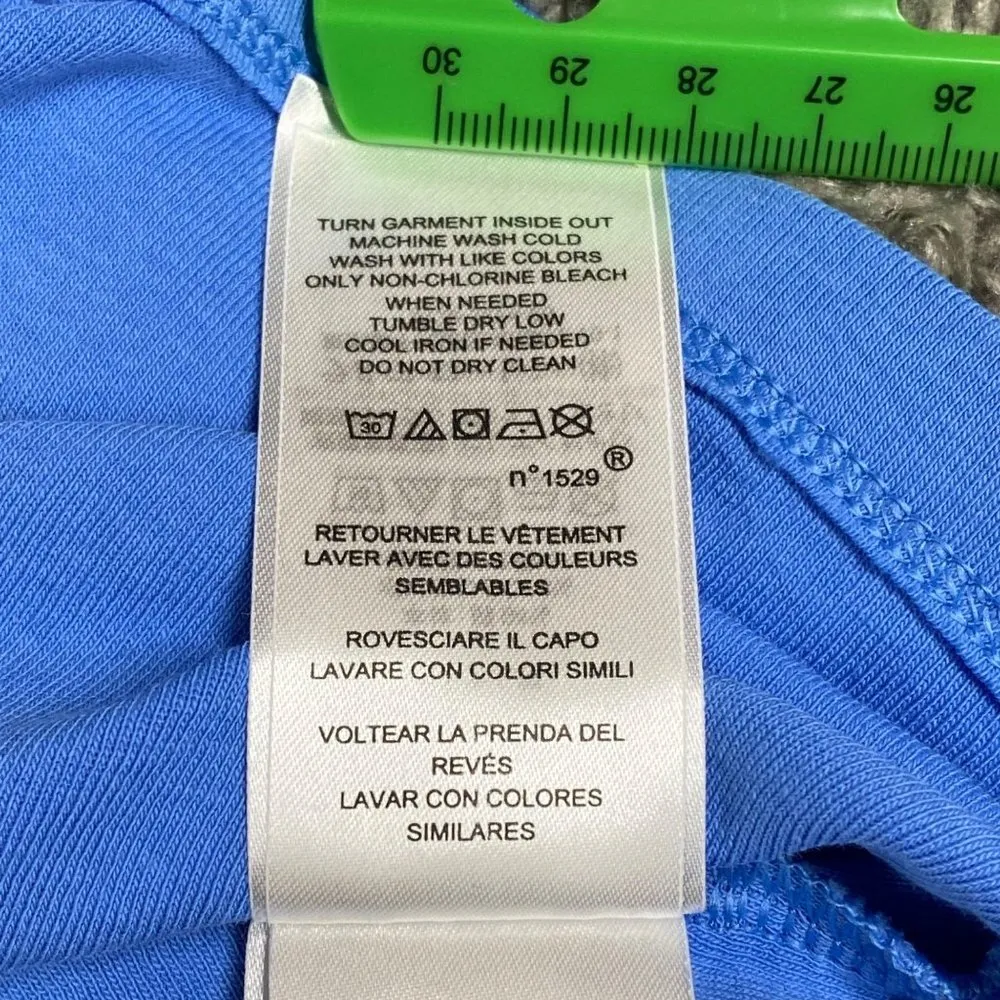 30 29 28 27 26
TURN GARMENT INSIDE OUT
MACHINE WASH COLD
WASH WITH LIKE COLORS
ONLY NON-CHLORINE BLEACH
WHEN NEEDED
TUMBLE DRY LOW
COOL IRON IF NEEDED
DO NOT DRY CLEAN
30
n°1529®
RETOURNER LE VÊTEMENT
LAVER AVEC DES COULEURS
SEMBLABLES
ROVESCIARE IL CAPO
LAVARE CON COLORI SIMILI
VOLTEAR LA PRENDA DEL
REVÉS
LAVAR CON COLORES
SIMILARES